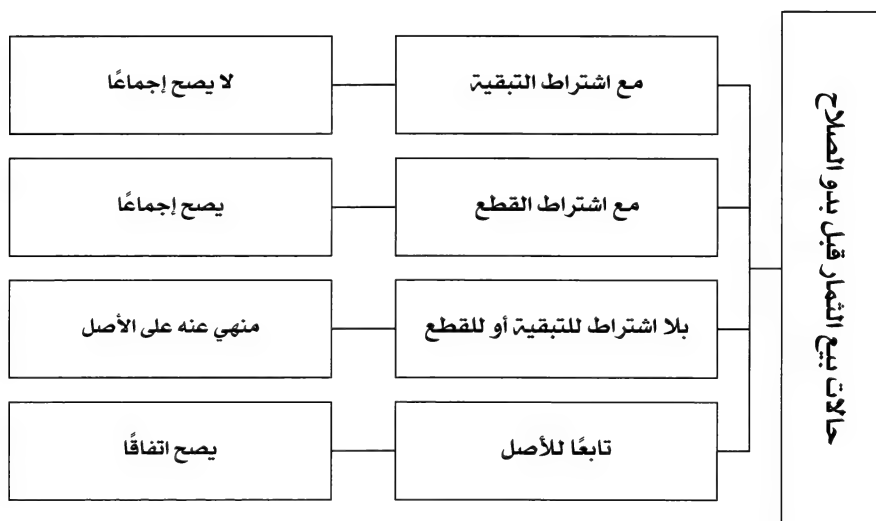 حالات بيع الثمار قبل بدو الصلاح
مع اشتراط التبقية
لا يصح إجماعًا
مع اشتراط القطع
يصح إجماعًا
بلا اشتراط للتبقية أو للقطع
منهي عنه على الأصل
تابعًا للأصل
يصح اتفاقًا